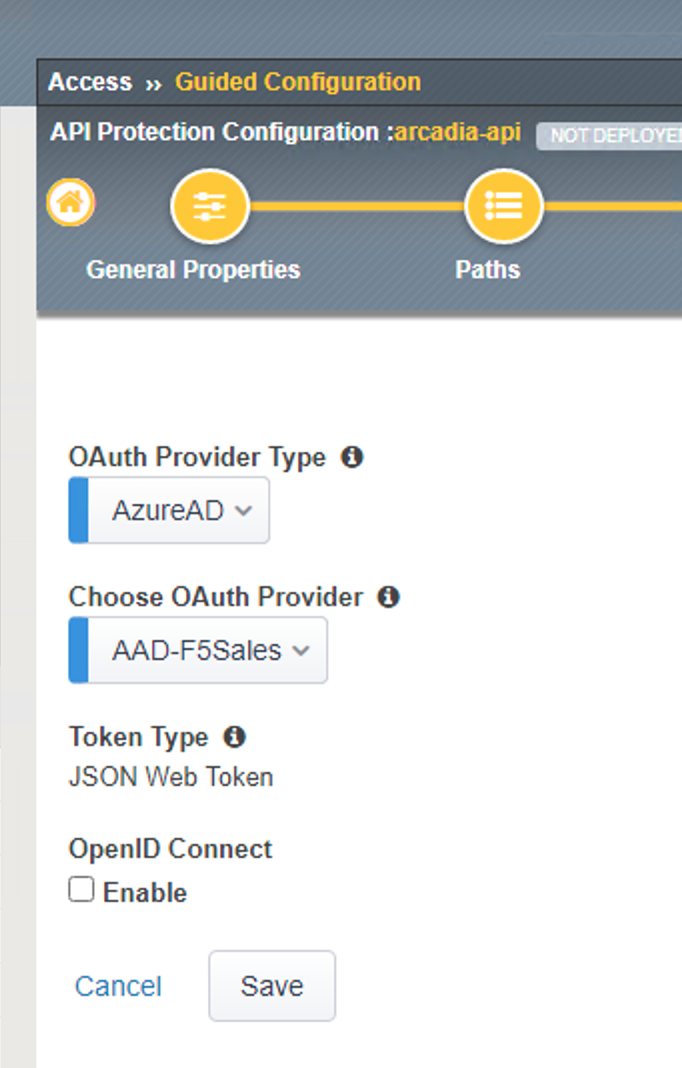 Access ›› Guided Configuration
API Protection Configuration :arcadia-api NOT DEPLOYE
General Properties Paths
OAuth Provider Type
AzureAD
Choose OAuth Provider
AAD-F5Sales
Token Type
JSON Web Token
OpenID Connect
Enable
Cancel Save